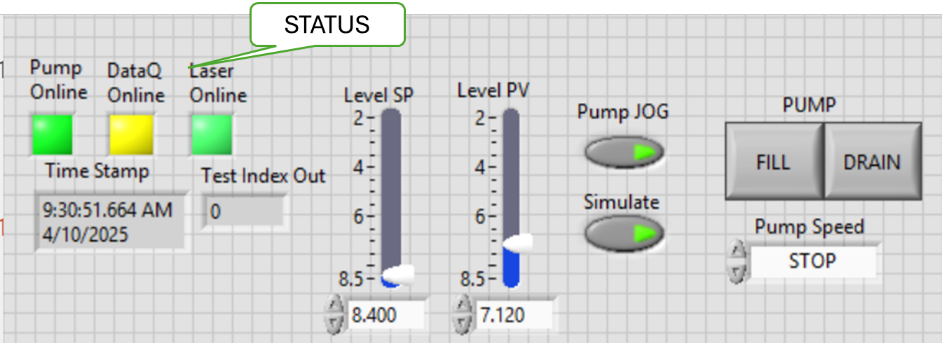 STATUS
Pump
Online
DataQ
Online
Laser
Online
Time Stamp
9:30:51.664 AM
4/10/2025
Test Index Out
0
Level SP
2
4
6
8.5
8.400
Level PV
2
4
6
8.5
7.120
Pump JOG
Simulate
PUMP
FILL
DRAIN
Pump Speed
STOP